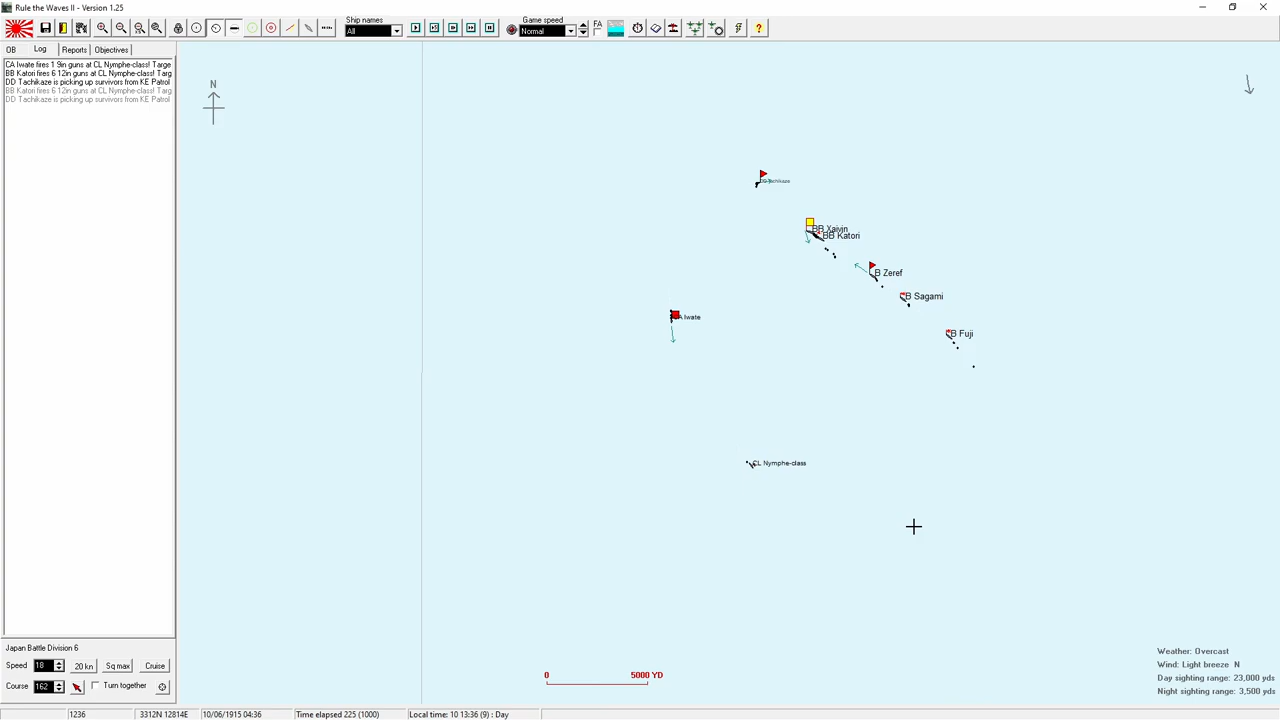 Rule the Waves II - Version 1.25
Ship names
All
Game speed
Normal
FA
OB Log Reports Objectives
CA Iwate fires 1 9in guns at CL Nymphe-class! Targe
BB Katori fires 6 12in guns at CL Nymphe-class! Targ
DD Tachikaze is picking up survivors from KE Patrol
BB Katori fires 6 12in guns at CL Nymphe-class! Targ
DD Tachikaze is picking up survivors from KE Patrol
N
BB Xaivin
BB Katori
B Zeref
B Sagami
A Iwate
B Fuji
CL Nymphe-class
0 5000 YD
Weather: Overcast
Wind: Light breeze N
Day sighting range: 23,000 yds
Night sighting range: 3,500 yds
Japan Battle Division 6
Speed 18 20 kn Sq max Cruise
Course 162 Turn together
1236 3312N 12814E 10/06/1915 04:36 Time elapsed 225 (1000) Local time: 10 13:36 (9) : Day